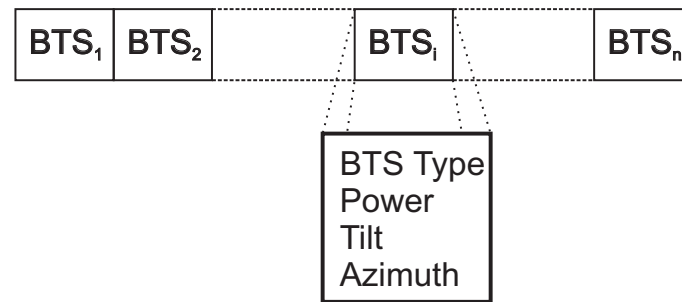 BTS₁ BTS₂ BTSᵢ BTSₙ
BTS Type
Power
Tilt
Azimuth